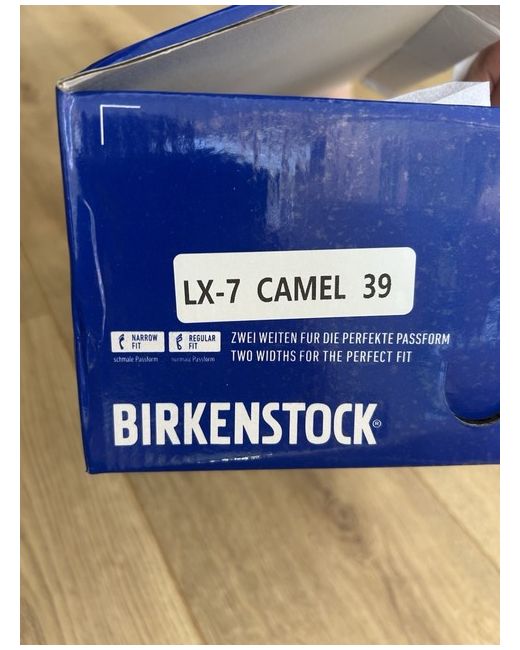 LX-7 CAMEL 39
NARROW FIT
REGULAR FIT
schmale Passform
normale Passform
ZWEI WEITEN FUR DIE PERFEKTE PASSFORM
TWO WIDTHS FOR THE PERFECT FIT
BIRKENSTOCK®